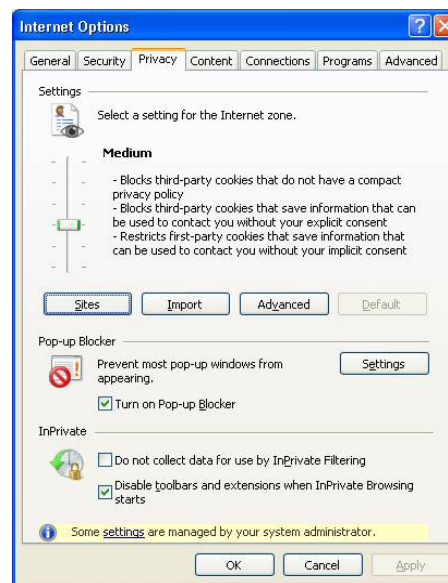 Internet Options
General Security Privacy Content Connections Programs Advanced
Settings
Select a setting for the Internet zone.
Medium
- Blocks third-party cookies that do not have a compact
privacy policy
- Blocks third-party cookies that save information that can
be used to contact you without your explicit consent
- Restricts first-party cookies that save information that
can be used to contact you without your implicit consent
Sites Import Advanced Default
Pop-up Blocker
Prevent most pop-up windows from
appearing.
Settings
Turn on Pop-up Blocker
InPrivate
Do not collect data for use by InPrivate Filtering
Disable toolbars and extensions when InPrivate Browsing
starts
Some settings are managed by your system administrator.
OK Cancel Apply